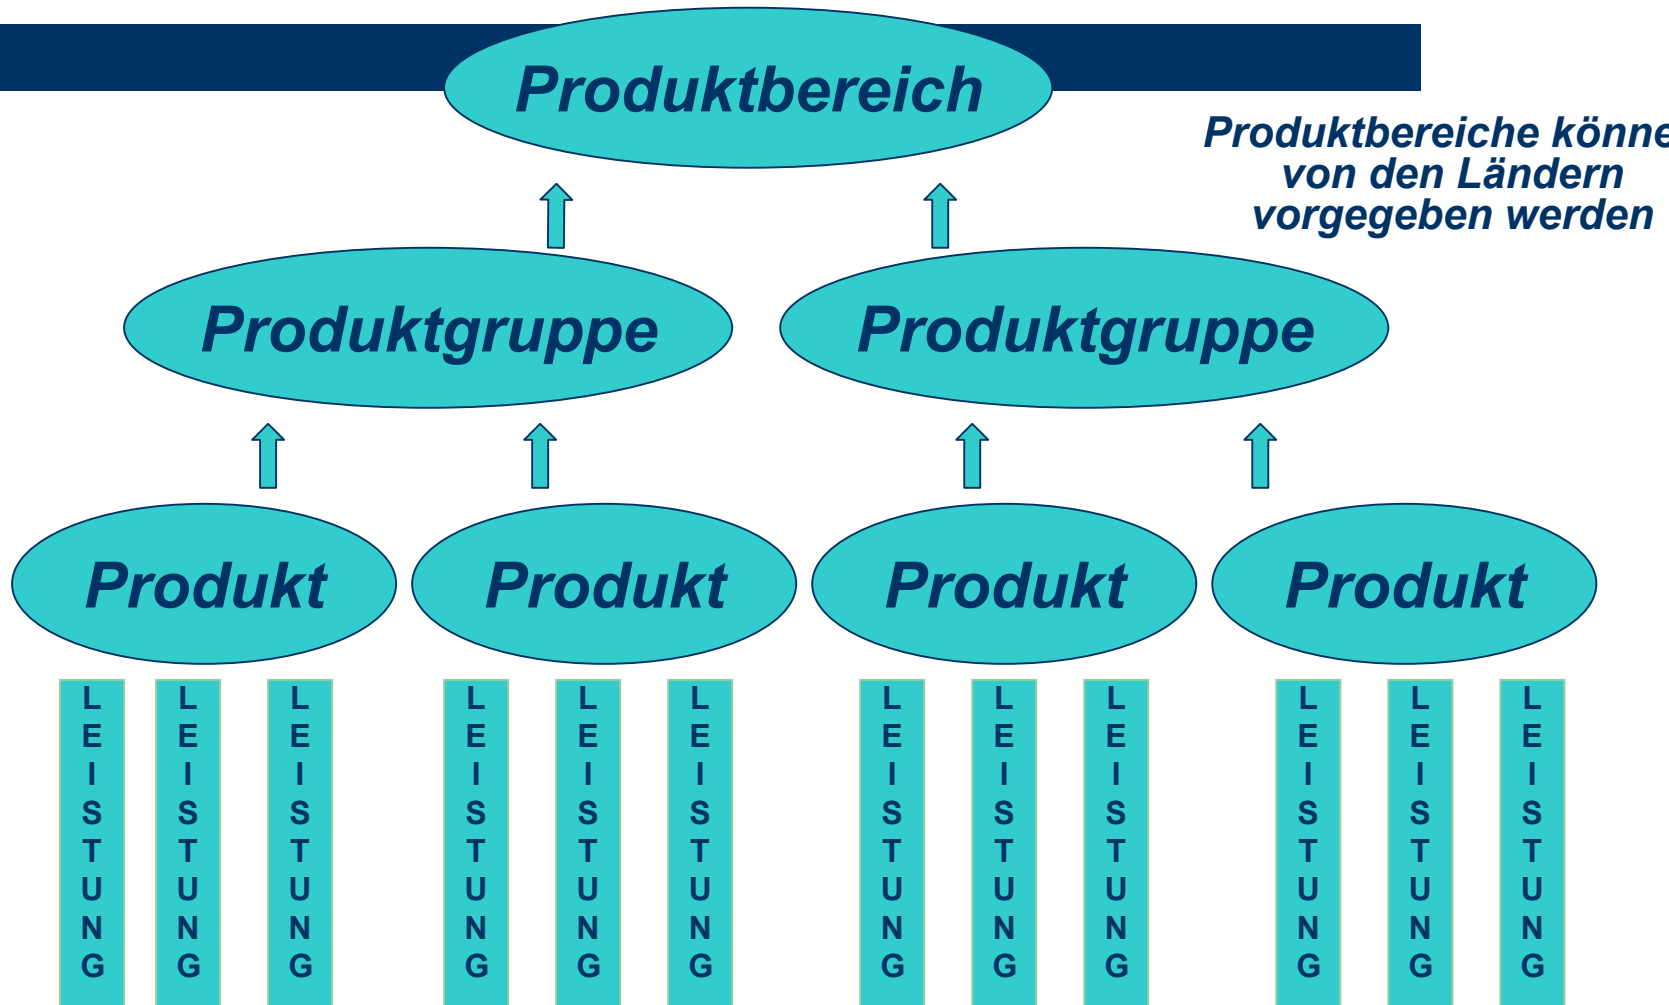 Produktbereich
Produktbereiche könne
von den Ländern
vorgegeben werden
Produktgruppe Produktgruppe
Produkt Produkt Produkt Produkt
LEISTUNG LEISTUNG LEISTUNG LEISTUNG LEISTUNG LEISTUNG LEISTUNG LEISTUNG LEISTUNG LEISTUNG LEISTUNG LEISTUNG